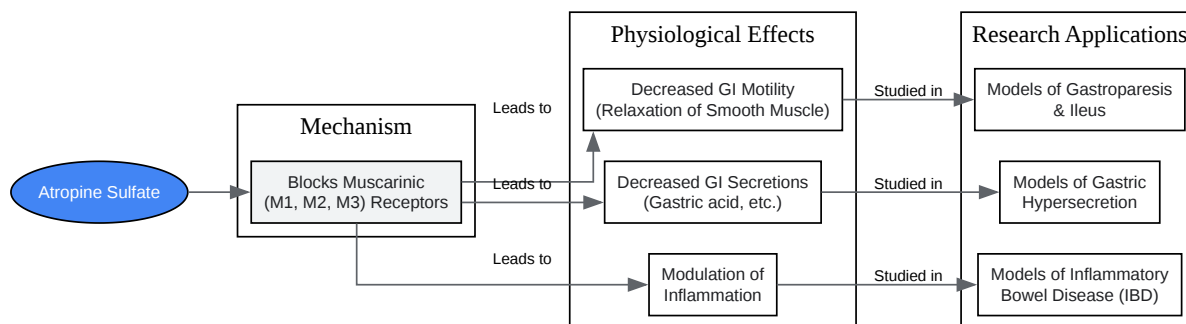 Atropine Sulfate
Mechanism
Blocks Muscarinic
(M1, M2, M3) Receptors
Leads to
Leads to
Leads to
Physiological Effects
Decreased GI Motility
(Relaxation of Smooth Muscle)
Decreased GI Secretions
(Gastric acid, etc.)
Modulation of
Inflammation
Studied in
Studied in
Studied in
Research Applications
Models of Gastroparesis
& Ileus
Models of Gastric
Hypersecretion
Models of Inflammatory
Bowel Disease (IBD)